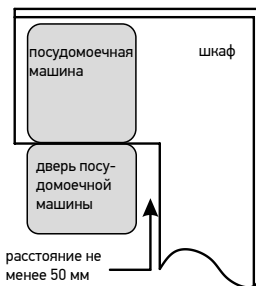 посудомоечная
машина
шкаф
дверь посу-
домоечной
машины
расстояние не
менее 50 мм